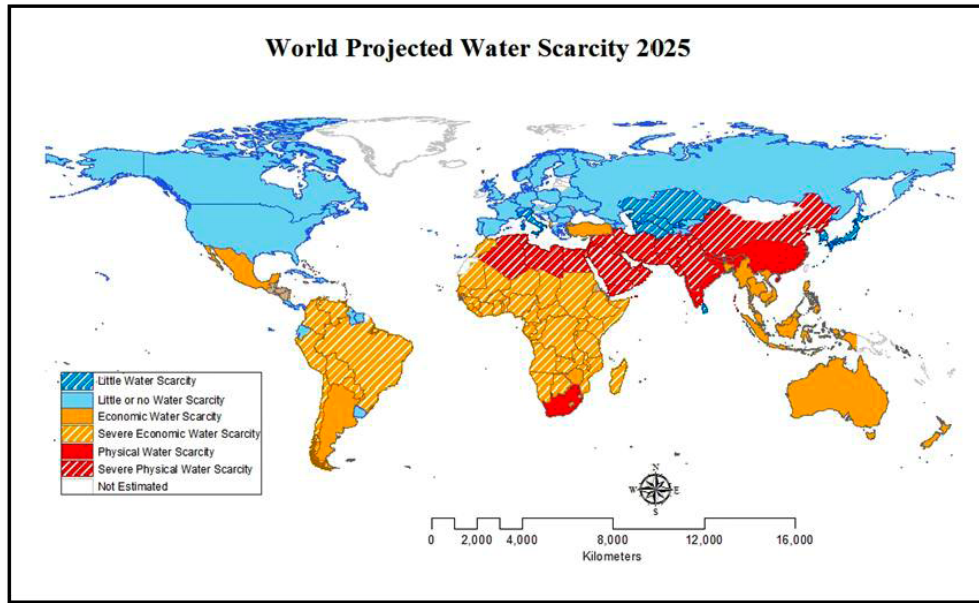 World Projected Water Scarcity 2025
Little Water Scarcity
Little or no Water Scarcity
Economic Water Scarcity
Severe Economic Water Scarcity
Physical Water Scarcity
Severe Physical Water Scarcity
Not Estimated
N
W E
S
0 2,000 4,000 8,000 12,000 16,000
Kilometers